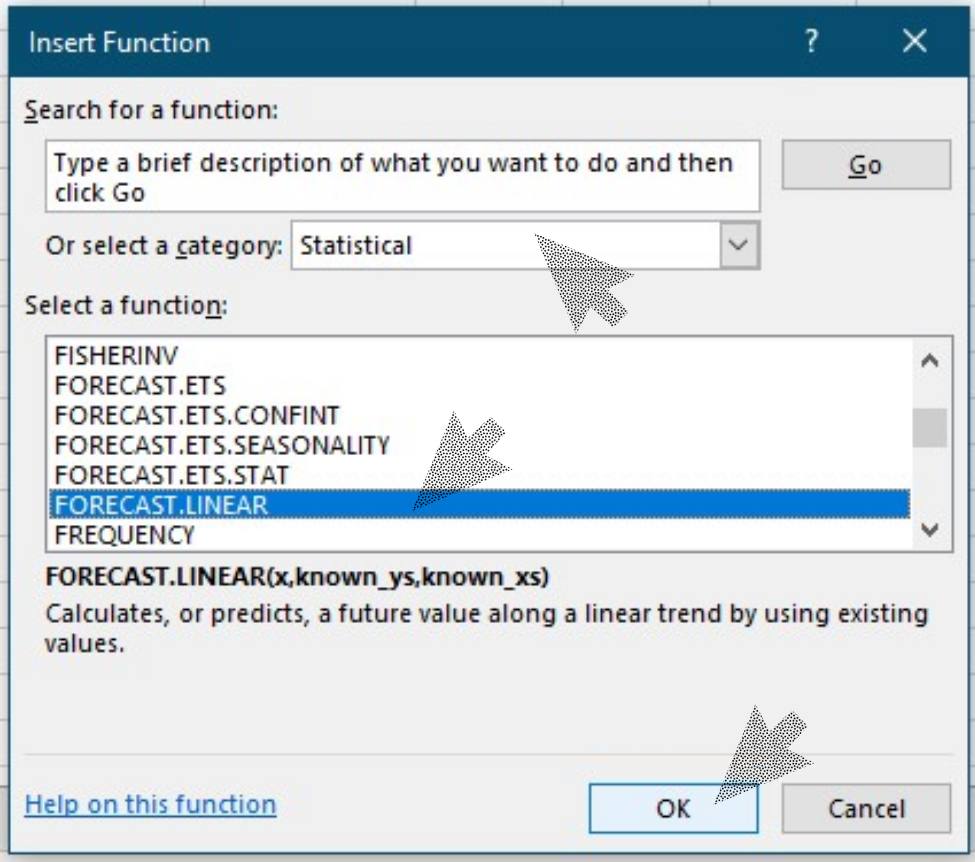 Insert Function
?
Search for a function:
Type a brief description of what you want to do and then
click Go
Go
Or select a category: Statistical
Select a function:
FISHERINV
FORECAST.ETS
FORECAST.ETS.CONFINT
FORECAST.ETS.SEASONALITY
FORECAST.ETS.STAT
FORECAST.LINEAR
FREQUENCY
FORECAST.LINEAR(x,known_ys,known_xs)
Calculates, or predicts, a future value along a linear trend by using existing
values.
Help on this function
OK
Cancel